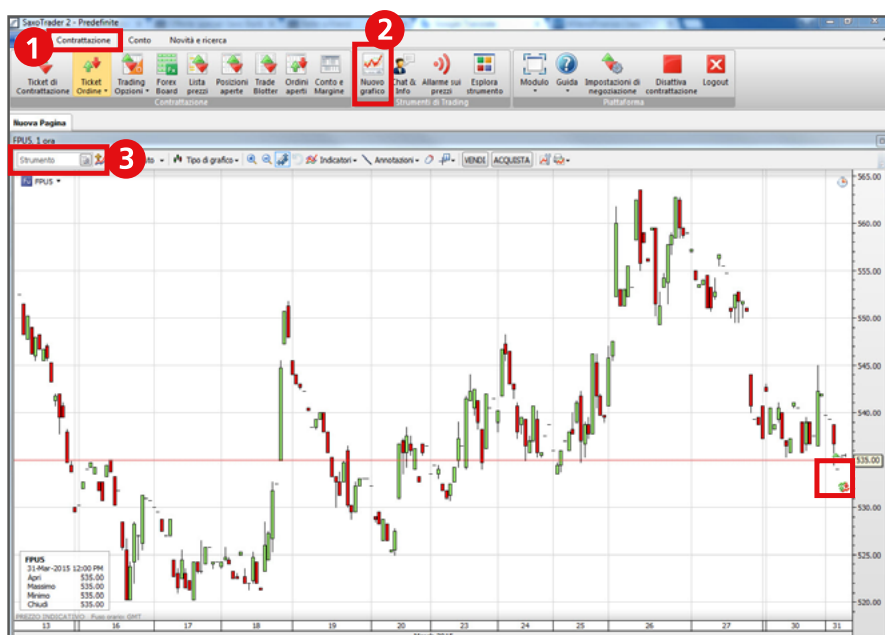 SaxoTrader 2 - Predefinite
1
Contrattazione Conto Novità e ricerca
2
Ticket di Contrattazione
Ticket Ordine
Trading Opzioni
Forex Board
Lista prezzi
Posizioni aperte
Trade Blotter
Ordini aperti
Conto e Margine
Nuovo grafico
Chat & Info
Allarme sui prezzi
Esplora strumento
Modulo
Guida
Impostazioni di negoziazione
Disattiva contrattazione
Logout
Contrattazione
Strumenti di Trading
Piattaforma
Nuova Pagina
FPUS, 1 ora
Strumento
3
Tipo di grafico
Indicatori
Annotazioni
VENDI
ACQUISTA
FPUS
565.00
560.00
555.00
550.00
545.00
540.00
535.00
530.00
525.00
520.00
FPUS
31-Mar-2015 12:00 PM
Apri 535.00
Massimo 535.00
Minimo 535.00
Chiudi 535.00
PREZZO INDICATIVO Fuso orario GMT
13 16 17 18 19 20 23 24 25 26 27 30 31